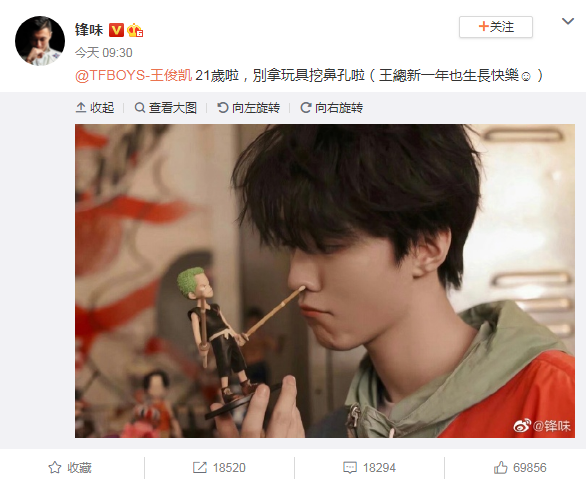 锋味
+关注
今天 09:30
@TFBOYS-王俊凯 21歲啦，別拿玩具挖鼻孔啦（王總新一年也生長快樂☺）
收起
查看大图
向左旋转
向右旋转
@锋味
收藏
18520
18294
69856